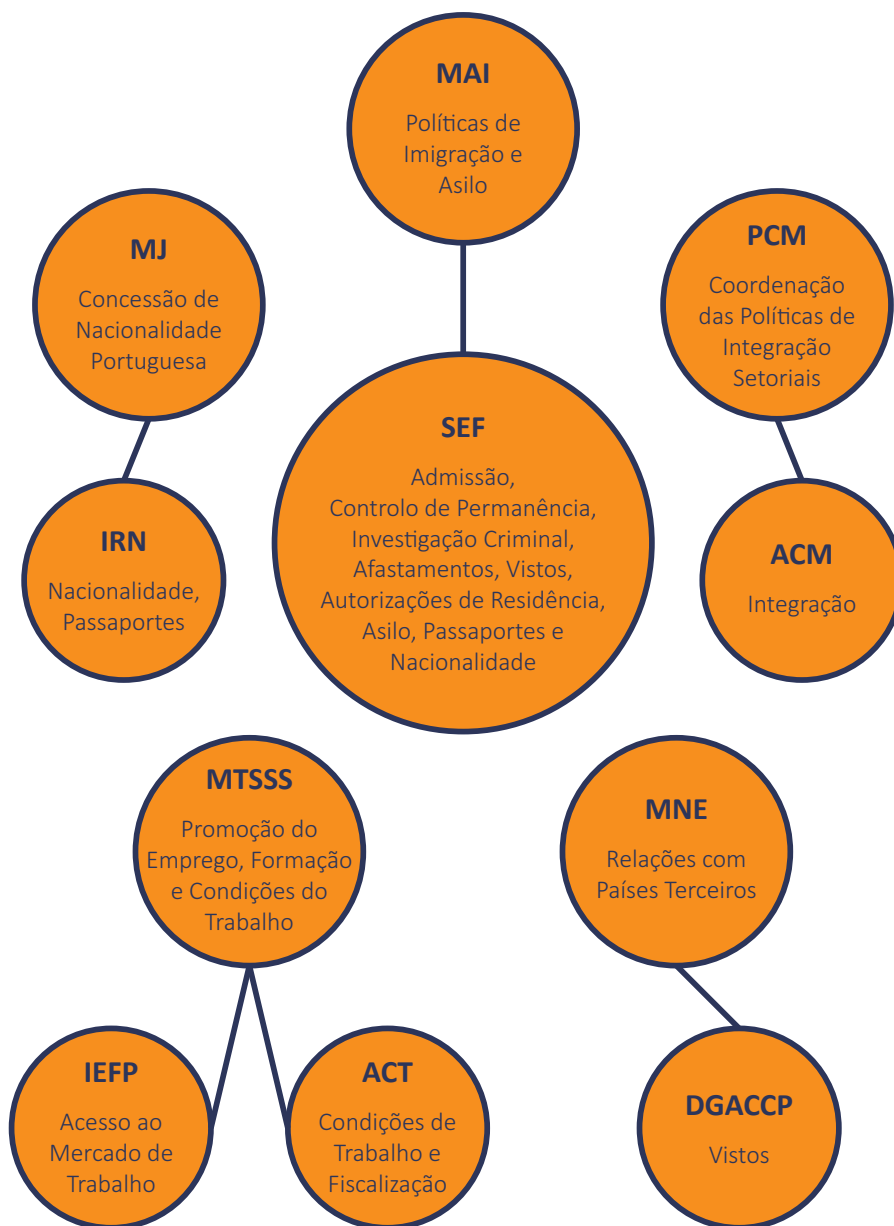 MAI
Políticas de
Imigração e
Asilo
MJ
Concessão de
Nacionalidade
Portuguesa
PCM
Coordenação
das Políticas de
Integração
Setoriais
SEF
Admissão,
Controlo de Permanência,
Investigação Criminal,
Afastamentos, Vistos,
Autorizações de Residência,
Asilo, Passaportes e
Nacionalidade
IRN
Nacionalidade,
Passaportes
ACM
Integração
MTSSS
Promoção do
Emprego, Formação
e Condições do
Trabalho
MNE
Relações com
Países Terceiros
IEFP
Acesso ao
Mercado de
Trabalho
ACT
Condições de
Trabalho e
Fiscalização
DGACCP
Vistos